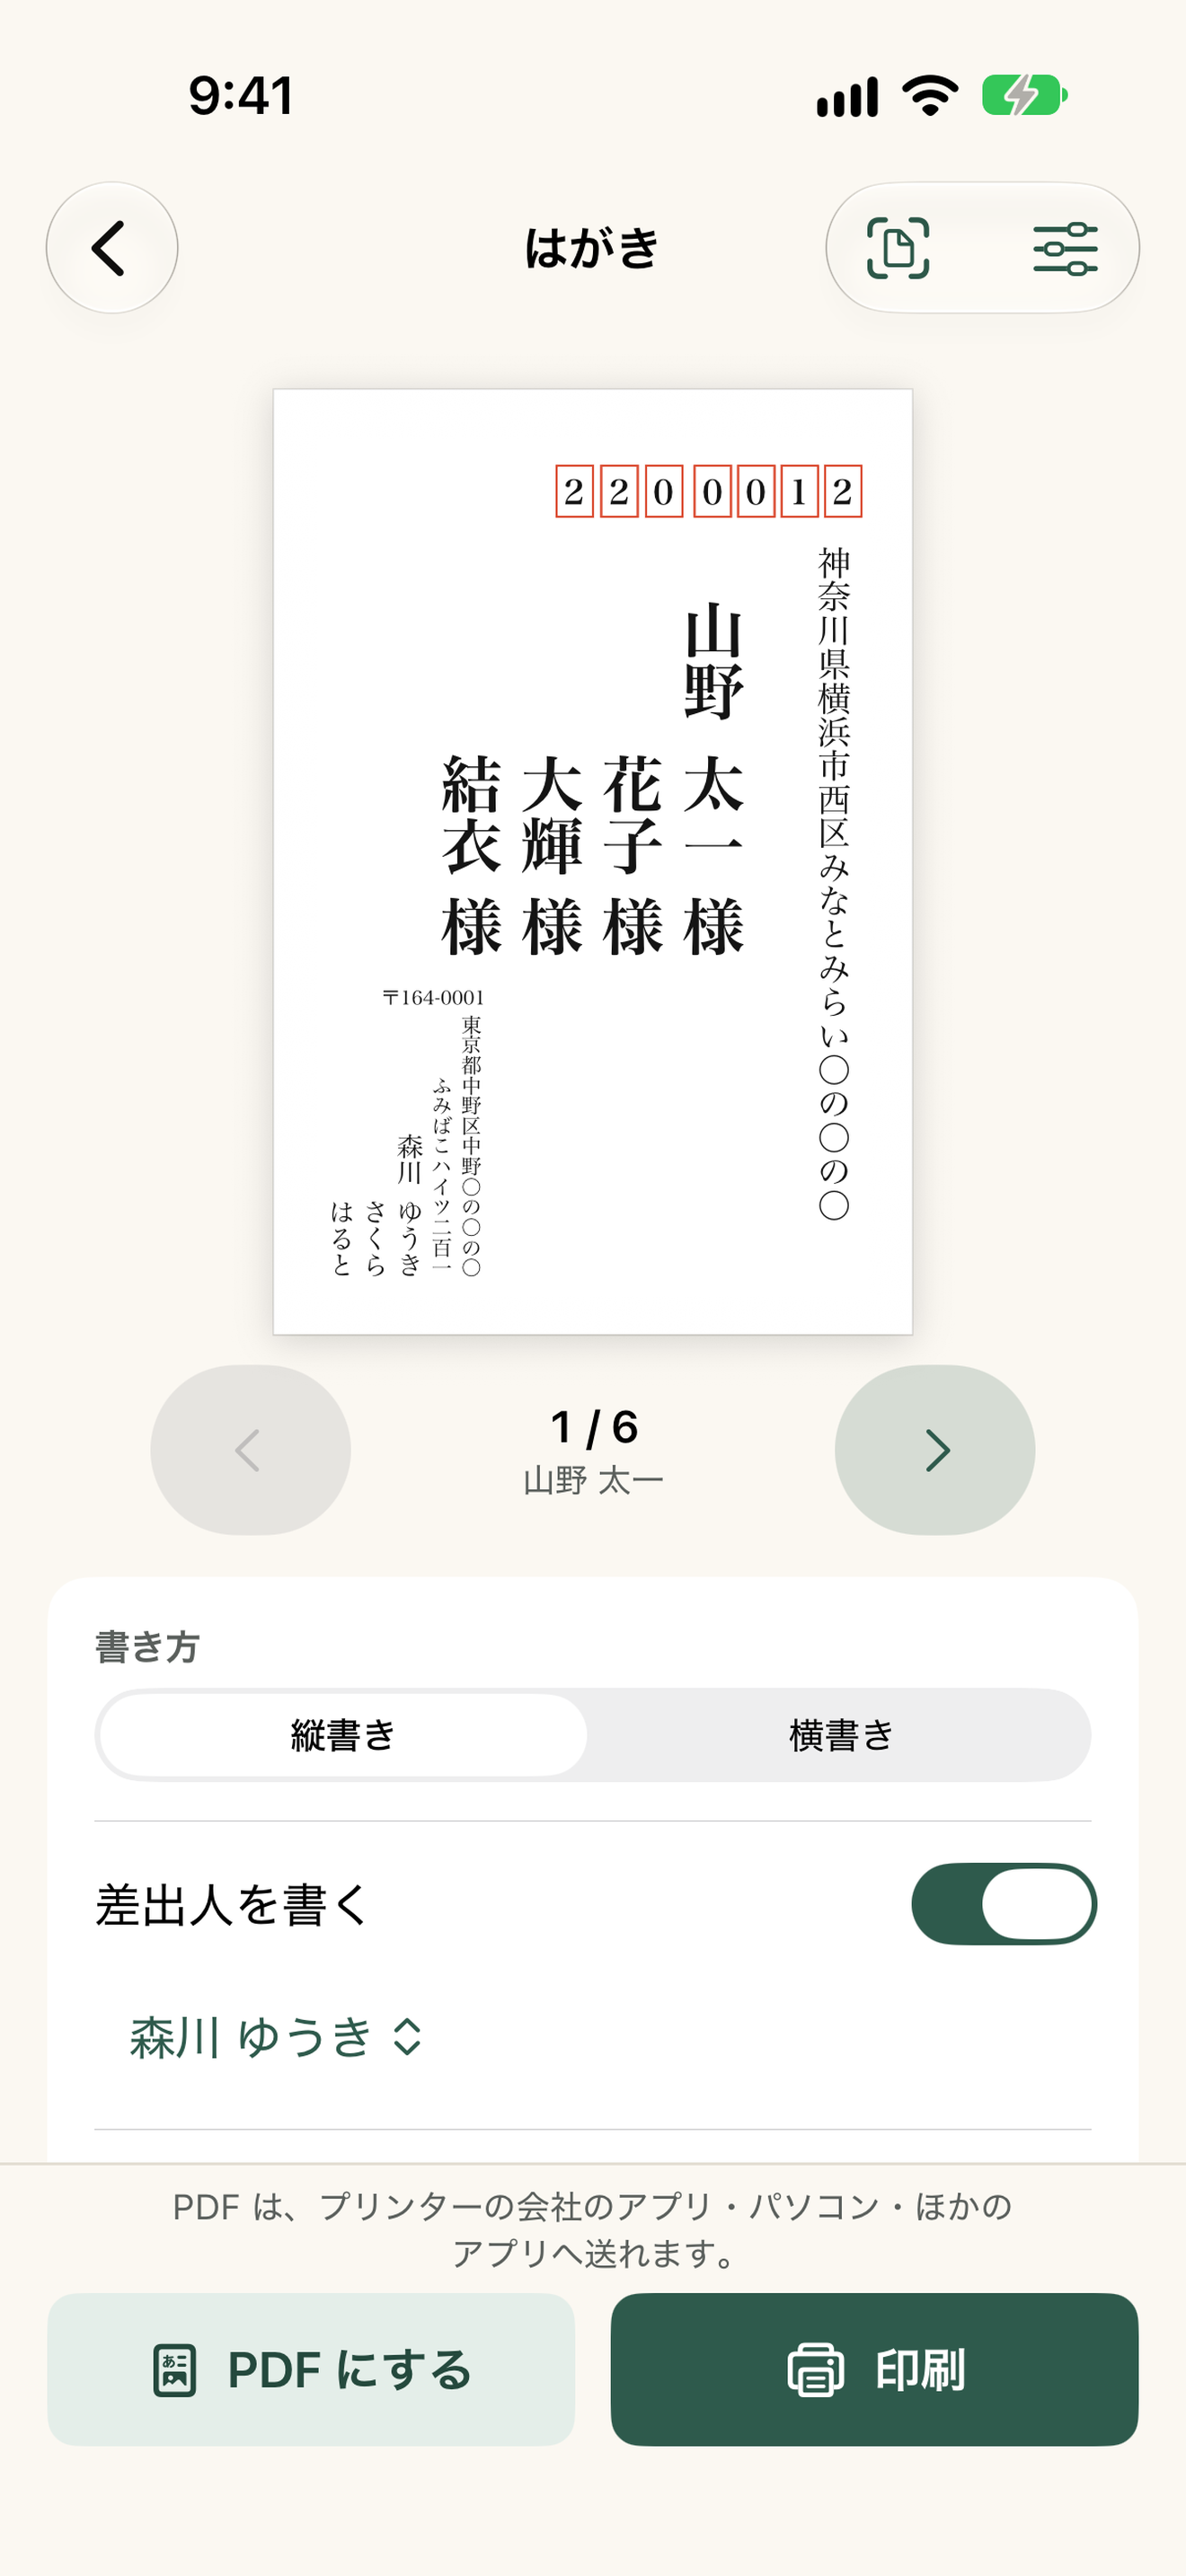 9:41
はがき
2200012
神奈川県横浜市西区みなとみらい〇の〇の〇
山野 太一 様
花子 様
大輝 様
結衣 様
〒164-0001
東京都中野区中野〇の〇の〇
ふみばこハイツ二百一
森川 ゆうき
さくら
はると
1 / 6
山野 太一
書き方
縦書き
横書き
差出人を書く
森川 ゆうき
PDF は、プリンターの会社のアプリ・パソコン・ほかの
アプリへ送れます。
PDF にする
印刷